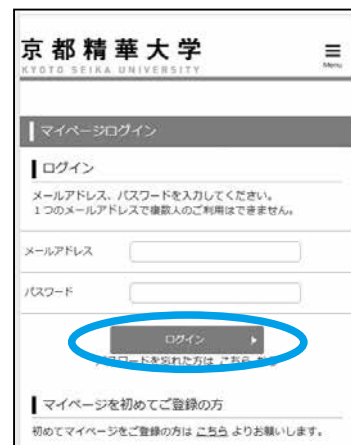 京都精華大学
KYOTO SEIKA UNIVERSITY
Menu
マイページログイン
ログイン
メールアドレス、パスワードを入力してください。
1つのメールアドレスで複数人のご利用はできません。
メールアドレス
パスワード
ログイン
パスワードを忘れた方は こちら から
マイページを初めてご登録の方
初めてマイページをご登録の方は こちら よりお願いします。